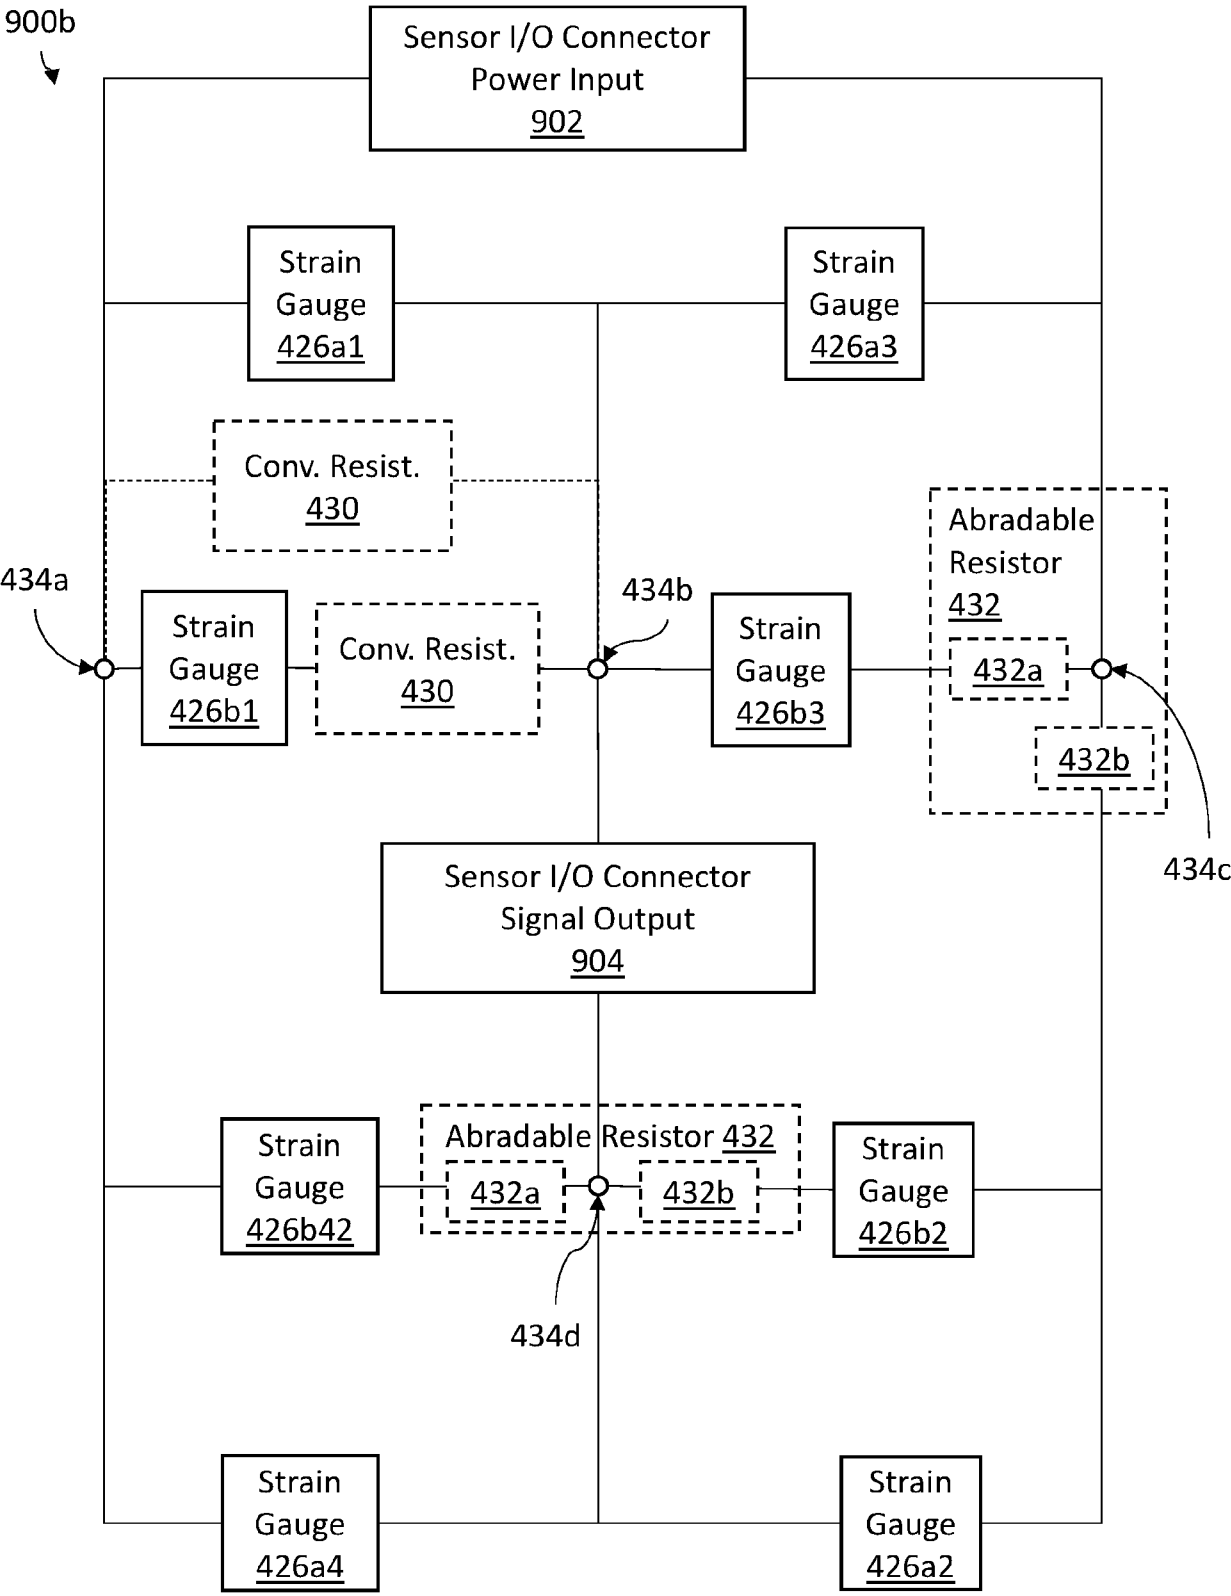 900b
Sensor I/O Connector
Power Input
902
Strain
Gauge
426a1
Strain
Gauge
426a3
Conv. Resist.
430
Abradable
Resistor
432
434a
434b
Strain
Gauge
426b1
Conv. Resist.
430
Strain
Gauge
426b3
432a
432b
434c
Sensor I/O Connector
Signal Output
904
Strain
Gauge
426b42
Abradable Resistor 432
432a
432b
Strain
Gauge
426b2
434d
Strain
Gauge
426a4
Strain
Gauge
426a2